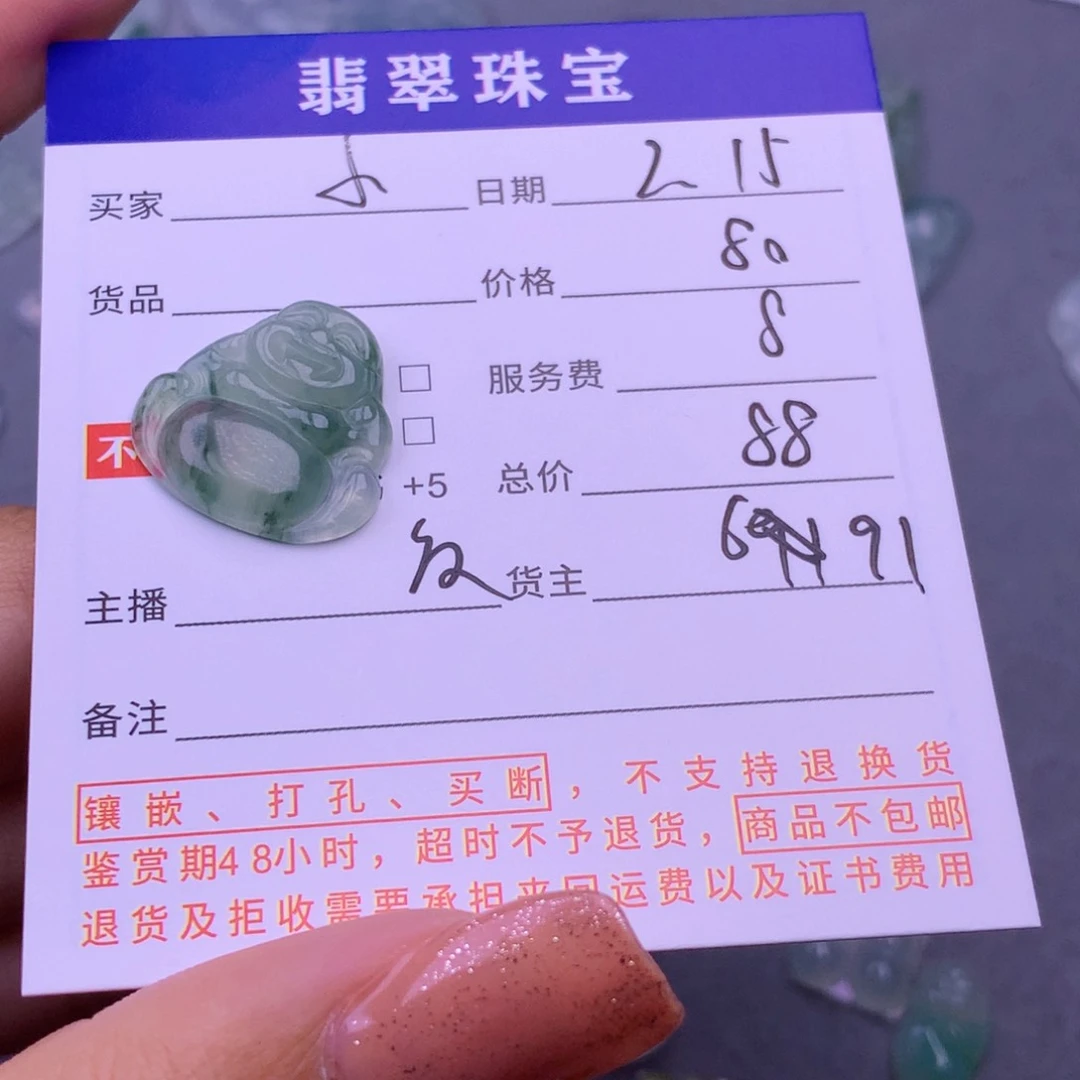 翡翠珠宝
买家 小 日期 2 15
货品 价格 80
服务费 8
不
+5 总价 88
主播 货主 91
备注
镶嵌、打孔、买断，不支持退换货
鉴赏期48小时，超时不予退货，商品不包邮
退货及拒收需要承担来回运费以及证书费用